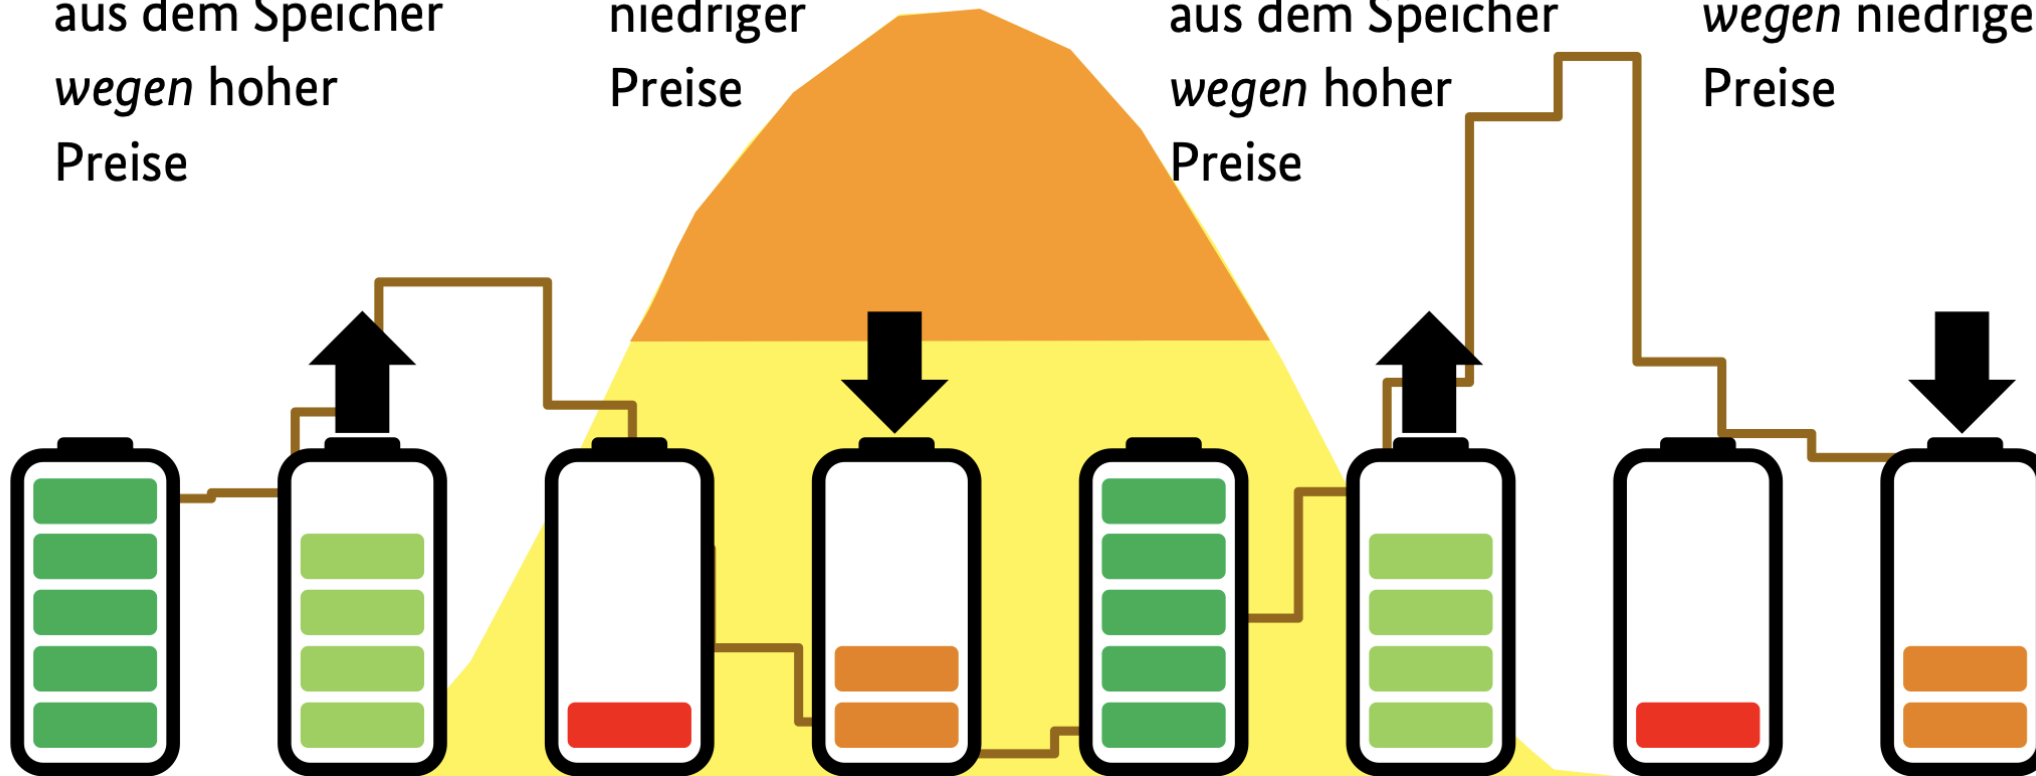 aus dem Speicher
wegen hoher
Preise
niedriger
Preise
aus dem Speicher
wegen hoher
Preise
wegen niedrige
Preise